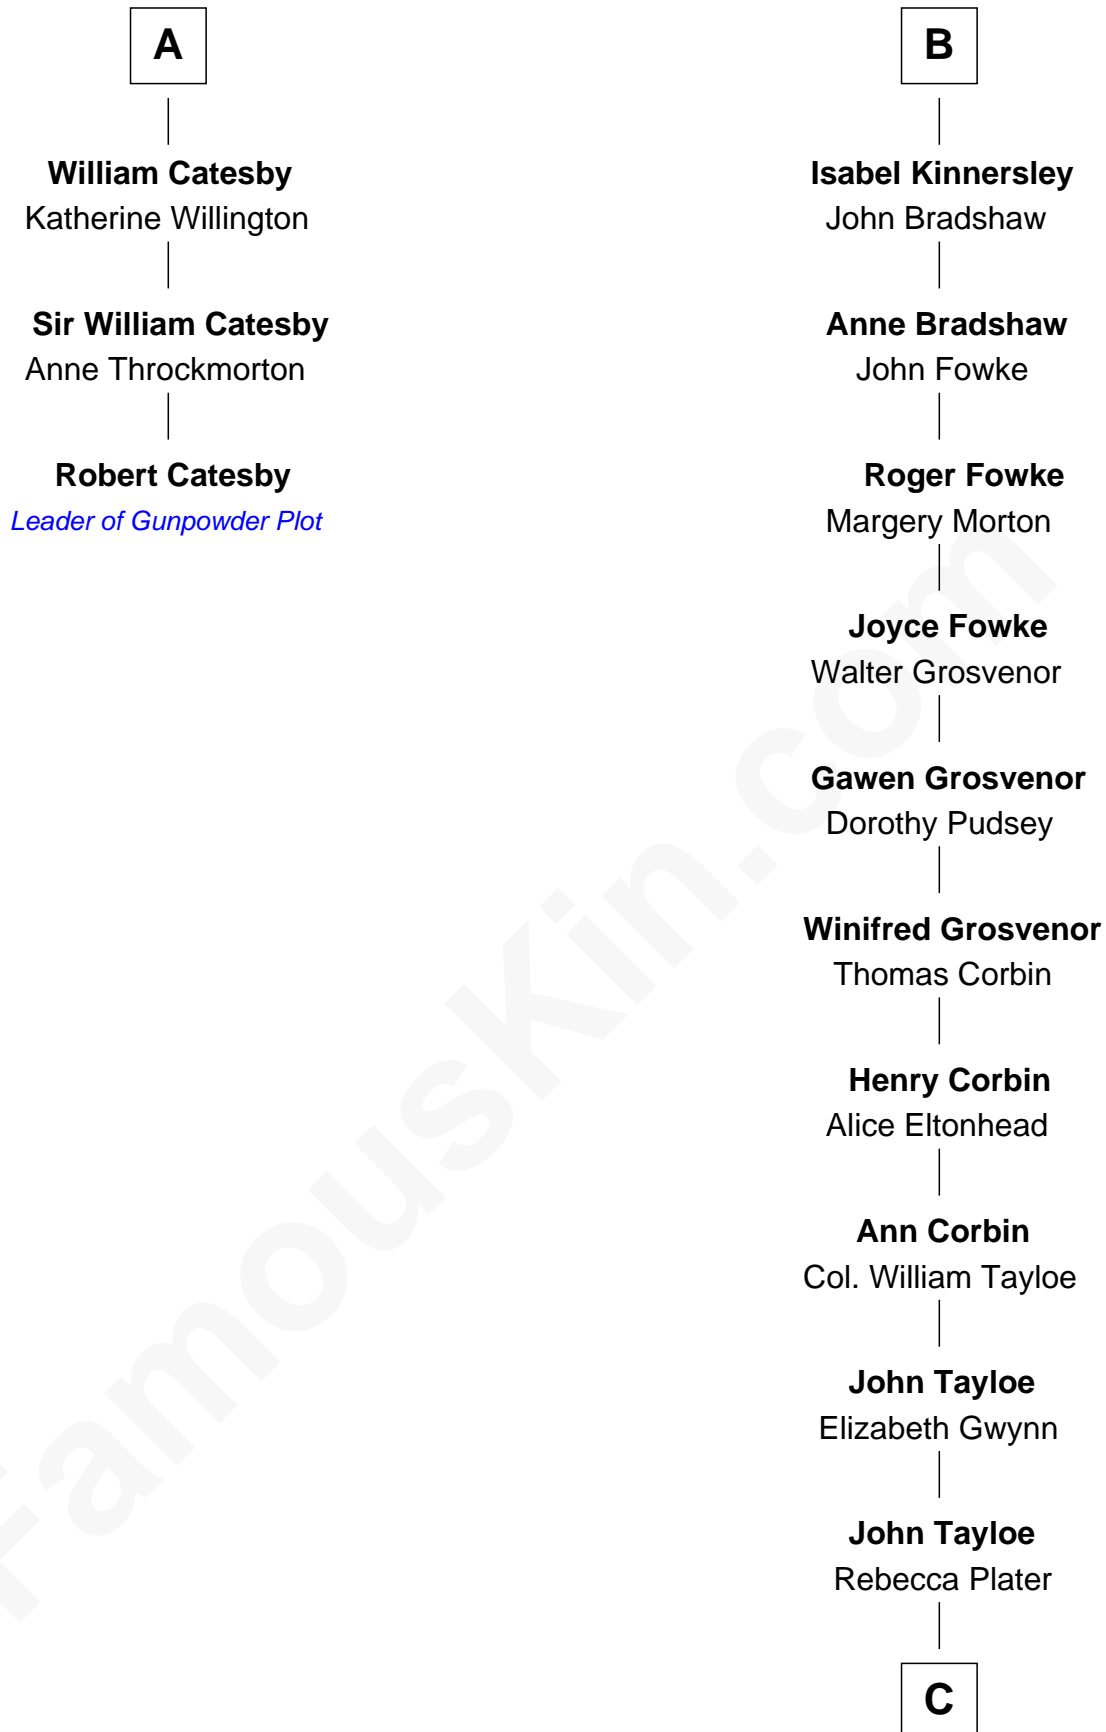 A
William Catesby
Katherine Willington
Sir William Catesby
Anne Throckmorton
Robert Catesby
Leader of Gunpowder Plot
B
Isabel Kinnersley
John Bradshaw
Anne Bradshaw
John Fowke
Roger Fowke
Margery Morton
Joyce Fowke
Walter Grosvenor
Gawen Grosvenor
Dorothy Pudsey
Winifred Grosvenor
Thomas Corbin
Henry Corbin
Alice Eltonhead
Ann Corbin
Col. William Tayloe
John Tayloe
Elizabeth Gwynn
John Tayloe
Rebecca Plater
C
FamousKin.com